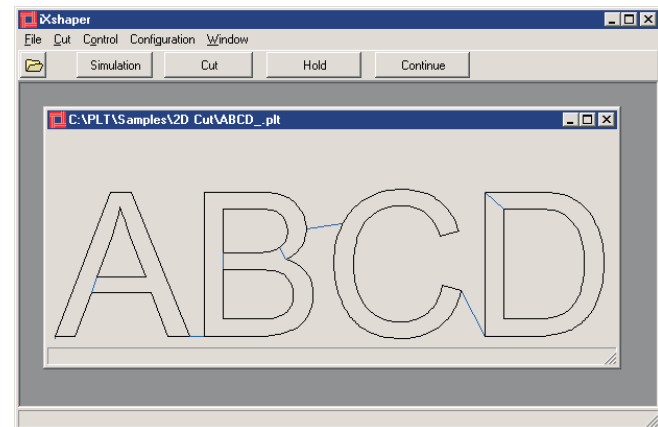 iXshaper
File Cut Control Configuration Window
Simulation Cut Hold Continue
C:\PLT\Samples\2D Cut\ABCD_.plt
ABCD